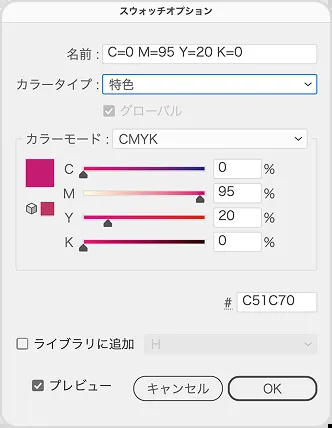 スウォッチオプション
名前 : C=0 M=95 Y=20 K=0
カラータイプ : 特色
グローバル
カラーモード : CMYK
C 0 %
M 95 %
Y 20 %
K 0 %
# C51C70
ライブラリに追加 H
プレビュー キャンセル OK